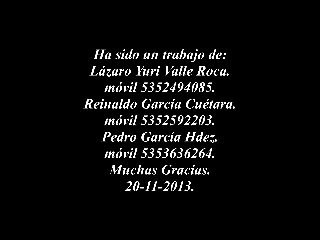 Ha sido un trabajo de:
Lázaro Yuri Valle Roca.
móvil 5352494085.
Reinaldo García Cuétara.
móvil 5352592203.
Pedro García Hdez.
móvil 5353636264.
Muchas Gracias.
20-11-2013.